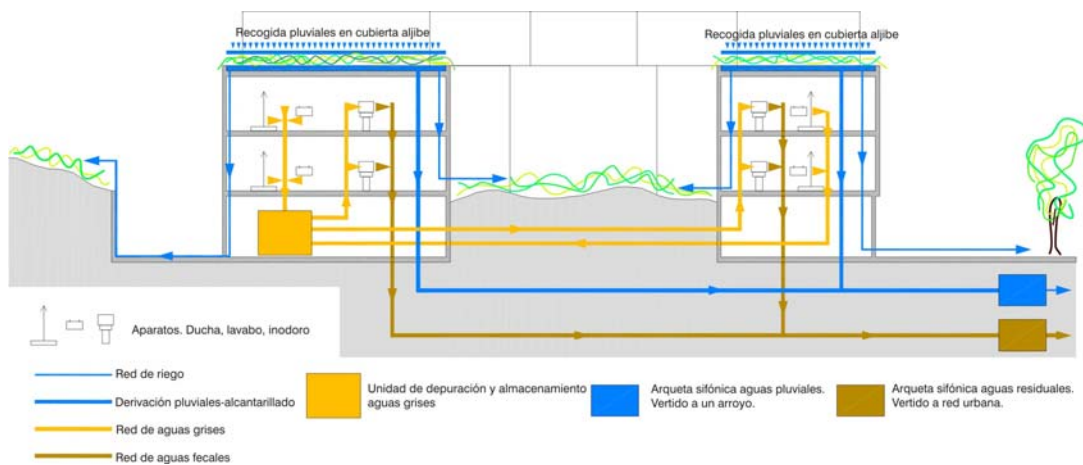 Recogida pluviales en cubierta aljibe
Recogida pluviales en cubierta aljibe
Aparatos. Ducha, lavabo, inodoro
Red de riego
Derivación pluviales-alcantarillado
Red de aguas grises
Red de aguas fecales
Unidad de depuración y almacenamiento
aguas grises
Arqueta sifónica aguas pluviales.
Vertido a un arroyo.
Arqueta sifónica aguas residuales.
Vertido a red urbana.